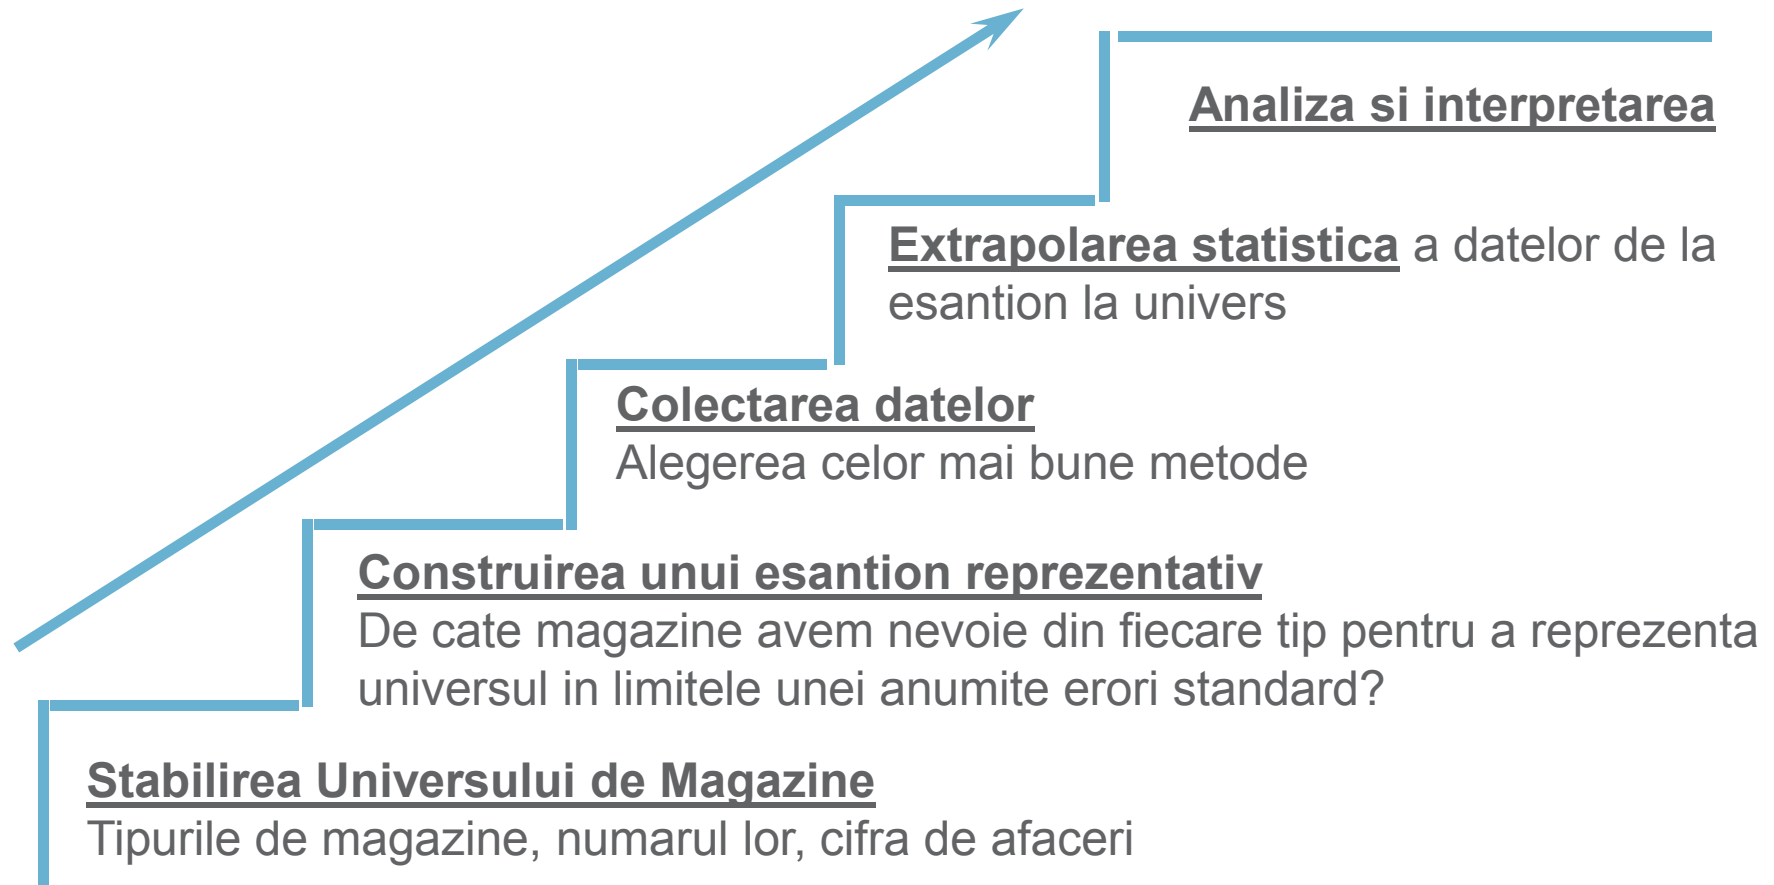 Analiza si interpretarea
Extrapolarea statistica a datelor de la
esantion la univers
Colectarea datelor
Alegerea celor mai bune metode
Construirea unui esantion reprezentativ
De cate magazine avem nevoie din fiecare tip pentru a reprezenta
universul in limitele unei anumite erori standard?
Stabilirea Universului de Magazine
Tipurile de magazine, numarul lor, cifra de afaceri